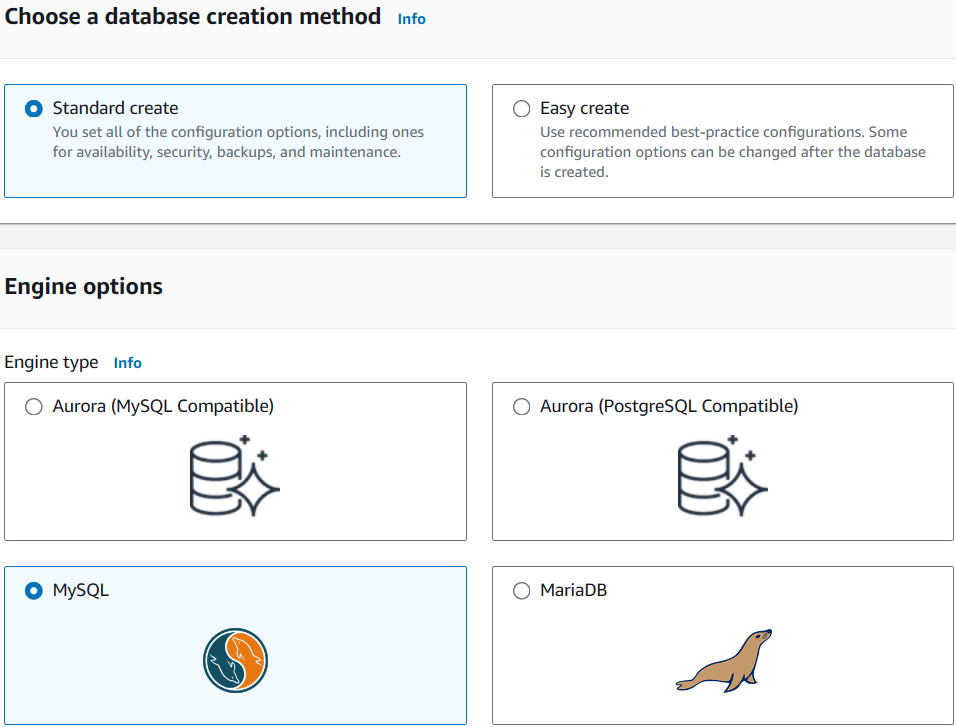 Choose a database creation method Info
Standard create
You set all of the configuration options, including ones
for availability, security, backups, and maintenance.
Easy create
Use recommended best-practice configurations. Some
configuration options can be changed after the database
is created.
Engine options
Engine type Info
Aurora (MySQL Compatible)
Aurora (PostgreSQL Compatible)
MySQL
MariaDB